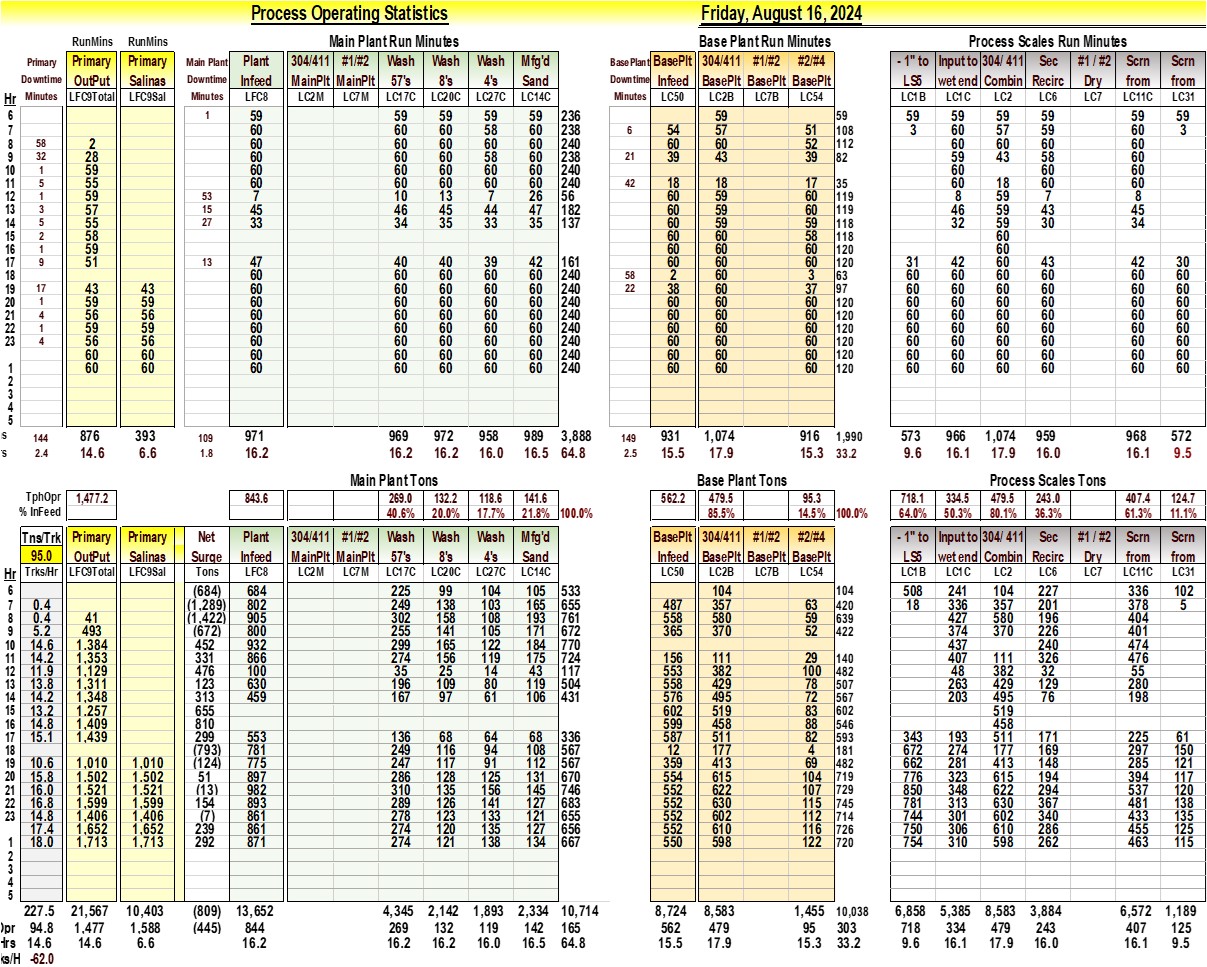 Process Operating Statistics Friday, August 16, 2024
RunMins RunMins Main Plant Run Minutes Base Plant Run Minutes Process Scales Run Minutes
Primary Primary Primary Main Plant Plant 304/411 #1/#2 Wash Wash Wash Mfg'd BasePlant BasePlt 304/411 #1/#2 #2/#4 - 1" to Input to 304/ 411 Sec #1 / #2 Scrn Scrn
Downtime OutPut Salinas Downtime Infeed MainPlt MainPlt 57's 8's 4's Sand Downtime Infeed BasePlt BasePlt BasePlt LS5 wet end Combin Recirc Dry from from
Hr Minutes LFC9Total LFC9Sal Minutes LFC8 LC2M LC7M LC17C LC20C LC27C LC14C Minutes LC50 LC2B LC7B LC54 LC1B LC1C LC2 LC6 LC7 LC11C LC31
6 1 59 59 59 59 59 236 59 59 59 59 59 59 59 59
7 60 60 60 58 60 238 6 54 57 51 108 3 60 57 59 60 3
8 58 2 60 60 60 60 60 240 60 60 52 112 60 60 60 60
9 32 28 60 60 60 58 60 238 21 39 43 39 82 59 43 58 60
10 1 59 60 60 60 60 60 240 60 60 60
11 5 55 60 60 60 60 60 240 42 18 18 17 35 60 18 60 60
12 1 59 53 7 10 13 7 26 56 60 59 60 119 8 59 7 8
13 3 57 15 45 46 45 44 47 182 60 59 60 119 46 59 43 45
14 5 55 27 33 34 35 33 35 137 60 59 59 118 32 59 30 34
15 2 58 60 60 58 118 60
16 1 59 60 60 60 120 60
17 9 51 13 47 40 40 39 42 161 60 60 60 120 31 42 60 43 42 30
18 60 60 60 60 60 240 58 2 60 3 63 60 60 60 60 60 60
19 17 43 43 60 60 60 60 60 240 22 38 60 37 97 60 60 60 60 60 60
20 1 59 59 60 60 60 60 60 240 60 60 60 120 60 60 60 60 60 60
21 4 56 56 60 60 60 60 60 240 60 60 60 120 60 60 60 60 60 60
22 1 59 59 60 60 60 60 60 240 60 60 60 120 60 60 60 60 60 60
23 4 56 56 60 60 60 60 60 240 60 60 60 120 60 60 60 60 60 60
60 60 60 60 60 60 60 240 60 60 60 120 60 60 60 60 60 60
1 60 60 60 60 60 60 60 240 60 60 60 120 60 60 60 60 60 60
2
3
4
5
s 144 876 393 109 971 969 972 958 989 3,888 149 931 1,074 916 1,990 573 966 1,074 959 968 572
s 2.4 14.6 6.6 1.8 16.2 16.2 16.2 16.0 16.5 64.8 2.5 15.5 17.9 15.3 33.2 9.6 16.1 17.9 16.0 16.1 9.5
Main Plant Tons Base Plant Tons Process Scales Tons
TphOpr 1,477.2 843.6 269.0 132.2 118.6 141.6 562.2 479.5 95.3 718.1 334.5 479.5 243.0 407.4 124.7
% InFeed 40.6% 20.0% 17.7% 21.8% 100.0% 85.5% 14.5% 100.0% 64.0% 50.3% 80.1% 36.3% 61.3% 11.1%
Tns/Trk Primary Primary Net Plant 304/411 #1/#2 Wash Wash Wash Mfg'd BasePlt 304/411 #1/#2 #2/#4 - 1" to Input to 304/ 411 Sec #1 / #2 Scrn Scrn
95.0 OutPut Salinas Surge Infeed MainPlt MainPlt 57's 8's 4's Sand Infeed BasePlt BasePlt BasePlt LS5 wet end Combin Recirc Dry from from
Hr Trks/Hr LFC9Total LFC9Sal Tons LFC8 LC2M LC7M LC17C LC20C LC27C LC14C LC50 LC2B LC7B LC54 LC1B LC1C LC2 LC6 LC7 LC11C LC31
6 (684) 684 225 99 104 105 533 104 104 508 241 104 227 336 102
7 0.4 (1,289) 802 249 138 103 165 655 487 357 63 420 18 336 357 201 378 5
8 0.4 41 (1,422) 905 302 158 108 193 761 558 580 59 639 427 580 196 404
9 5.2 493 (672) 800 255 141 105 171 672 365 370 52 422 374 370 226 401
10 14.6 1,384 452 932 299 165 122 184 770 437 240 474
11 14.2 1,353 331 866 274 156 119 175 724 156 111 29 140 407 111 326 476
12 11.9 1,129 476 100 35 25 14 43 117 553 382 100 482 48 382 32 55
13 13.8 1,311 123 630 196 109 80 119 504 558 429 78 507 263 429 129 280
14 14.2 1,348 313 459 167 97 61 106 431 576 495 72 567 203 495 76 198
15 13.2 1,257 655 602 519 83 602 519
16 14.8 1,409 810 599 458 88 546 458
17 15.1 1,439 299 553 136 68 64 68 336 587 511 82 593 343 193 511 171 225 61
18 (793) 781 249 116 94 108 567 12 177 4 181 672 274 177 169 297 150
19 10.6 1,010 1,010 (124) 775 247 117 91 112 567 359 413 69 482 662 281 413 148 285 121
20 15.8 1,502 1,502 51 897 286 128 125 131 670 554 615 104 719 776 323 615 194 394 117
21 16.0 1,521 1,521 (13) 982 310 135 156 145 746 552 622 107 729 850 348 622 294 537 120
22 16.8 1,599 1,599 154 893 289 126 141 127 683 552 630 115 745 781 313 630 367 481 138
23 14.8 1,406 1,406 (7) 861 278 123 133 121 655 552 602 112 714 744 301 602 340 433 135
17.4 1,652 1,652 239 861 274 120 135 127 656 552 610 116 726 750 306 610 286 455 125
1 18.0 1,713 1,713 292 871 274 121 138 134 667 550 598 122 720 754 310 598 262 463 115
2
3
4
5
227.5 21,567 10,403 (809) 13,652 4,345 2,142 1,893 2,334 10,714 8,724 8,583 1,455 10,038 6,858 5,385 8,583 3,884 6,572 1,189
Opr 94.8 1,477 1,588 (445) 844 269 132 119 142 165 562 479 95 303 718 334 479 243 407 125
Hrs 14.6 14.6 6.6 16.2 16.2 16.2 16.0 16.5 64.8 15.5 17.9 15.3 33.2 9.6 16.1 17.9 16.0 16.1 9.5
ks/H -62.0